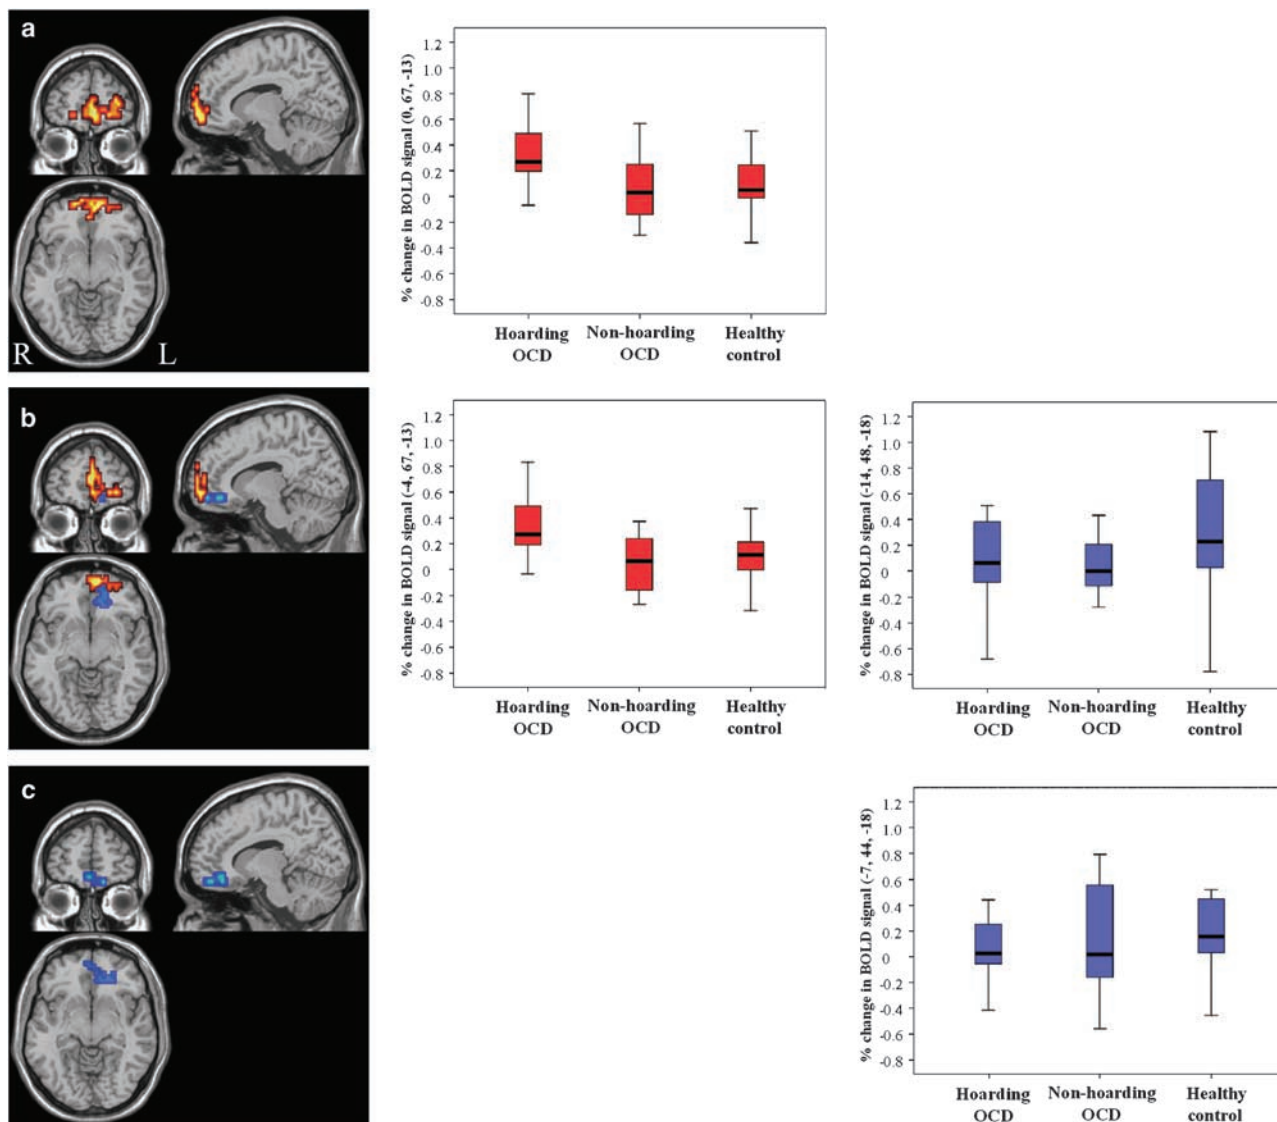 a
R L
% change in BOLD signal (0, 67, -13)
1.2
1.0
0.8
0.6
0.4
0.2
0
-0.2
-0.4
-0.6
-0.8
Hoarding Non-hoarding Healthy
OCD OCD control
b
% change in BOLD signal (-4, 67, -13)
1.2
1.0
0.8
0.6
0.4
0.2
0
-0.2
-0.4
-0.6
-0.8
Hoarding Non-hoarding Healthy
OCD OCD control
% change in BOLD signal (-14, 48, -18)
1.2
1.0
0.8
0.6
0.4
0.2
0
-0.2
-0.4
-0.6
-0.8
Hoarding Non-hoarding Healthy
OCD OCD control
c
% change in BOLD signal (-7, 44, -18)
1.2
1.0
0.8
0.6
0.4
0.2
0
-0.2
-0.4
-0.6
-0.8
Hoarding Non-hoarding Healthy
OCD OCD control